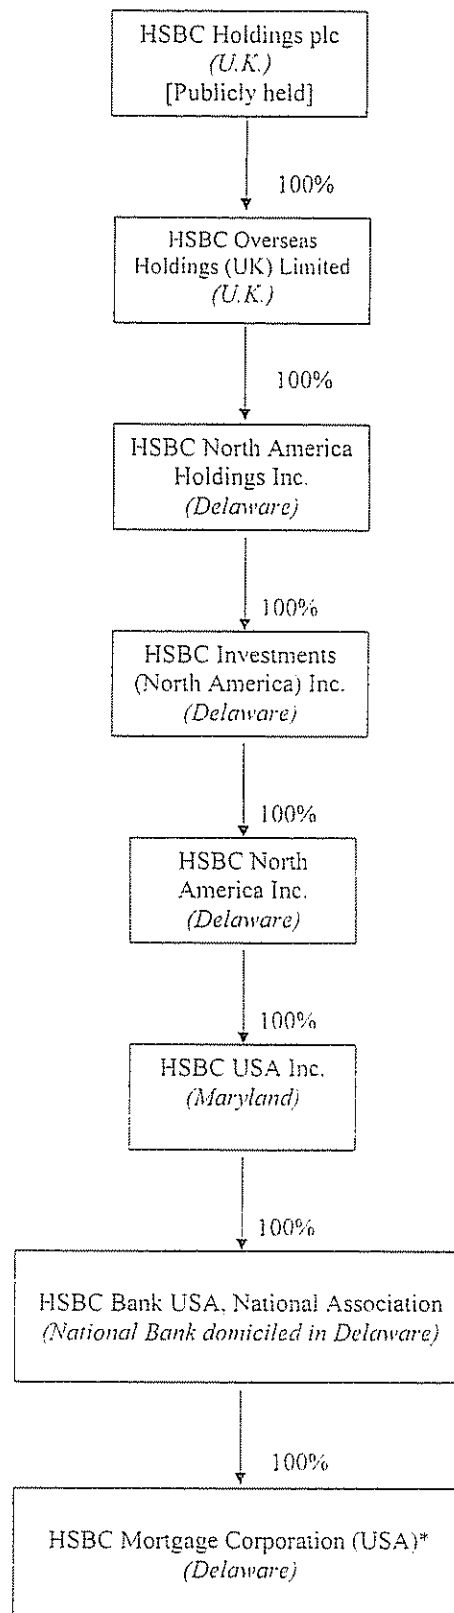 HSBC Holdings plc
(U.K.)
[Publicly held]
100%
HSBC Overseas
Holdings (UK) Limited
(U.K.)
100%
HSBC North America
Holdings Inc.
(Delaware)
100%
HSBC Investments
(North America) Inc.
(Delaware)
100%
HSBC North
America Inc.
(Delaware)
100%
HSBC USA Inc.
(Maryland)
100%
HSBC Bank USA, National Association
(National Bank domiciled in Delaware)
100%
HSBC Mortgage Corporation (USA)*
(Delaware)